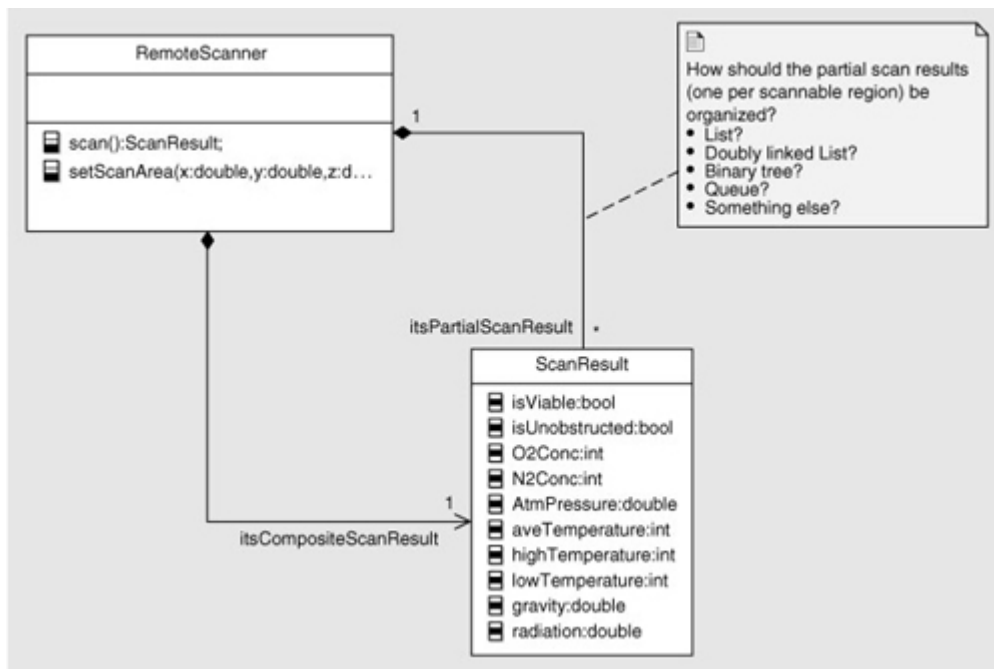 RemoteScanner
scan():ScanResult;
setScanArea(x:double,y:double,z:d...
1
How should the partial scan results
(one per scannable region) be
organized?
• List?
• Doubly linked List?
• Binary tree?
• Queue?
• Something else?
itsPartialScanResult *
ScanResult
isViable:bool
isUnobstructed:bool
O2Conc:int
N2Conc:int
AtmPressure:double
aveTemperature:int
highTemperature:int
lowTemperature:int
gravity:double
radiation:double
1
itsCompositeScanResult